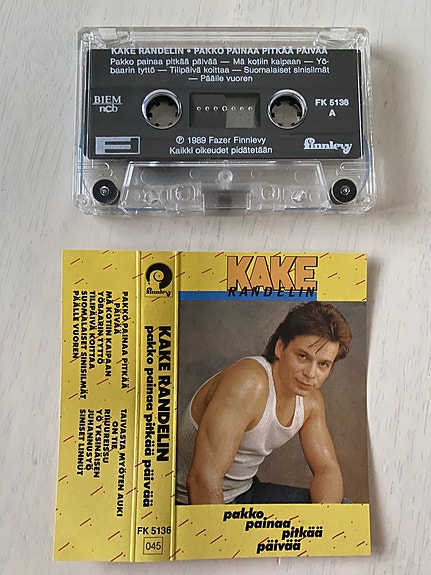 KAKE RANDELIN • PAKKO PAINAA PITKÄÄ PÄIVÄÄ
Pakko painaa pitkää päivää — Mä kotiin kaipaan — Yö-
baarin tyttö — Tilipäivä koittaa — Suomalaiset sinisilmät
— Päälle vuoren
BIEM
ncb
FK 5136
A
℗ 1989 Fazer Finnlevy
Kaikki oikeudet pidätetään
finnlevy
finnlevy
KAKE RANDELIN
pakko painaa pitkää päivää
PAKKO PAINAA PITKÄÄ
PÄIVÄÄ
MÄ KOTIIN KAIPAAN
YÖBAARIN TYTTÖ
TILIPÄIVÄ KOITTAA
SUOMALAISET SINISILMÄT
PÄÄLLE VUOREN
TAIVASTA MYÖTEN AUKI
ON TIE
RIIUUREISSU
YÖ YKSINÄISEN
JUHANNUSYÖ
SINISET LINNUT
FK 5136
045
KAKE
RANDELIN
pakko
painaa
pitkää
päivää